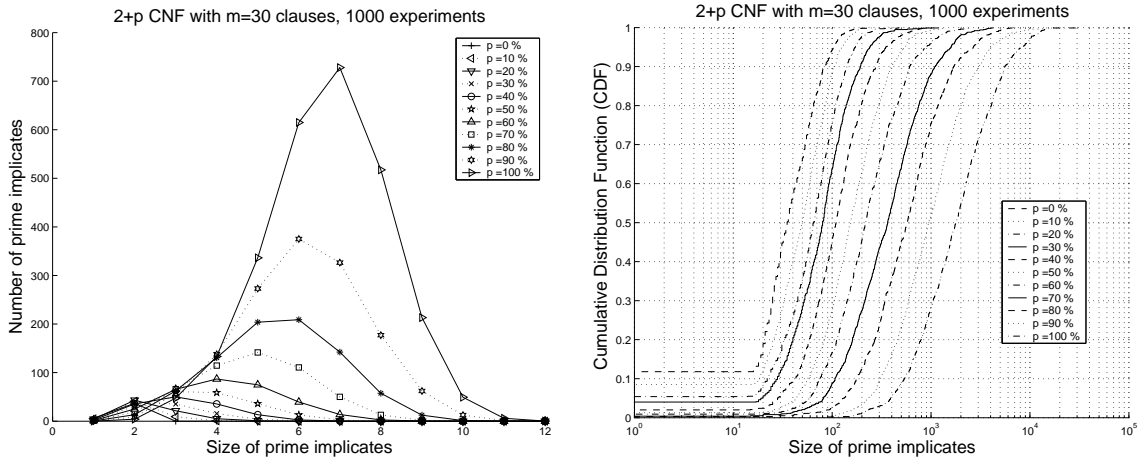 2+p CNF with m=30 clauses, 1000 experiments
800
700
600
500
400
300
200
100
0
Number of prime implicates
0 2 4 6 8 10 12
Size of prime implicates
p =0 %
p =10 %
p =20 %
p =30 %
p =40 %
p =50 %
p =60 %
p =70 %
p =80 %
p =90 %
p =100 %
2+p CNF with m=30 clauses, 1000 experiments
1
0.9
0.8
0.7
0.6
0.5
0.4
0.3
0.2
0.1
0
Cumulative Distribution Function (CDF)
10^0 10^1 10^2 10^3 10^4 10^5
Size of prime implicates
p =0 %
p =10 %
p =20 %
p =30 %
p =40 %
p =50 %
p =60 %
p =70 %
p =80 %
p =90 %
p =100 %